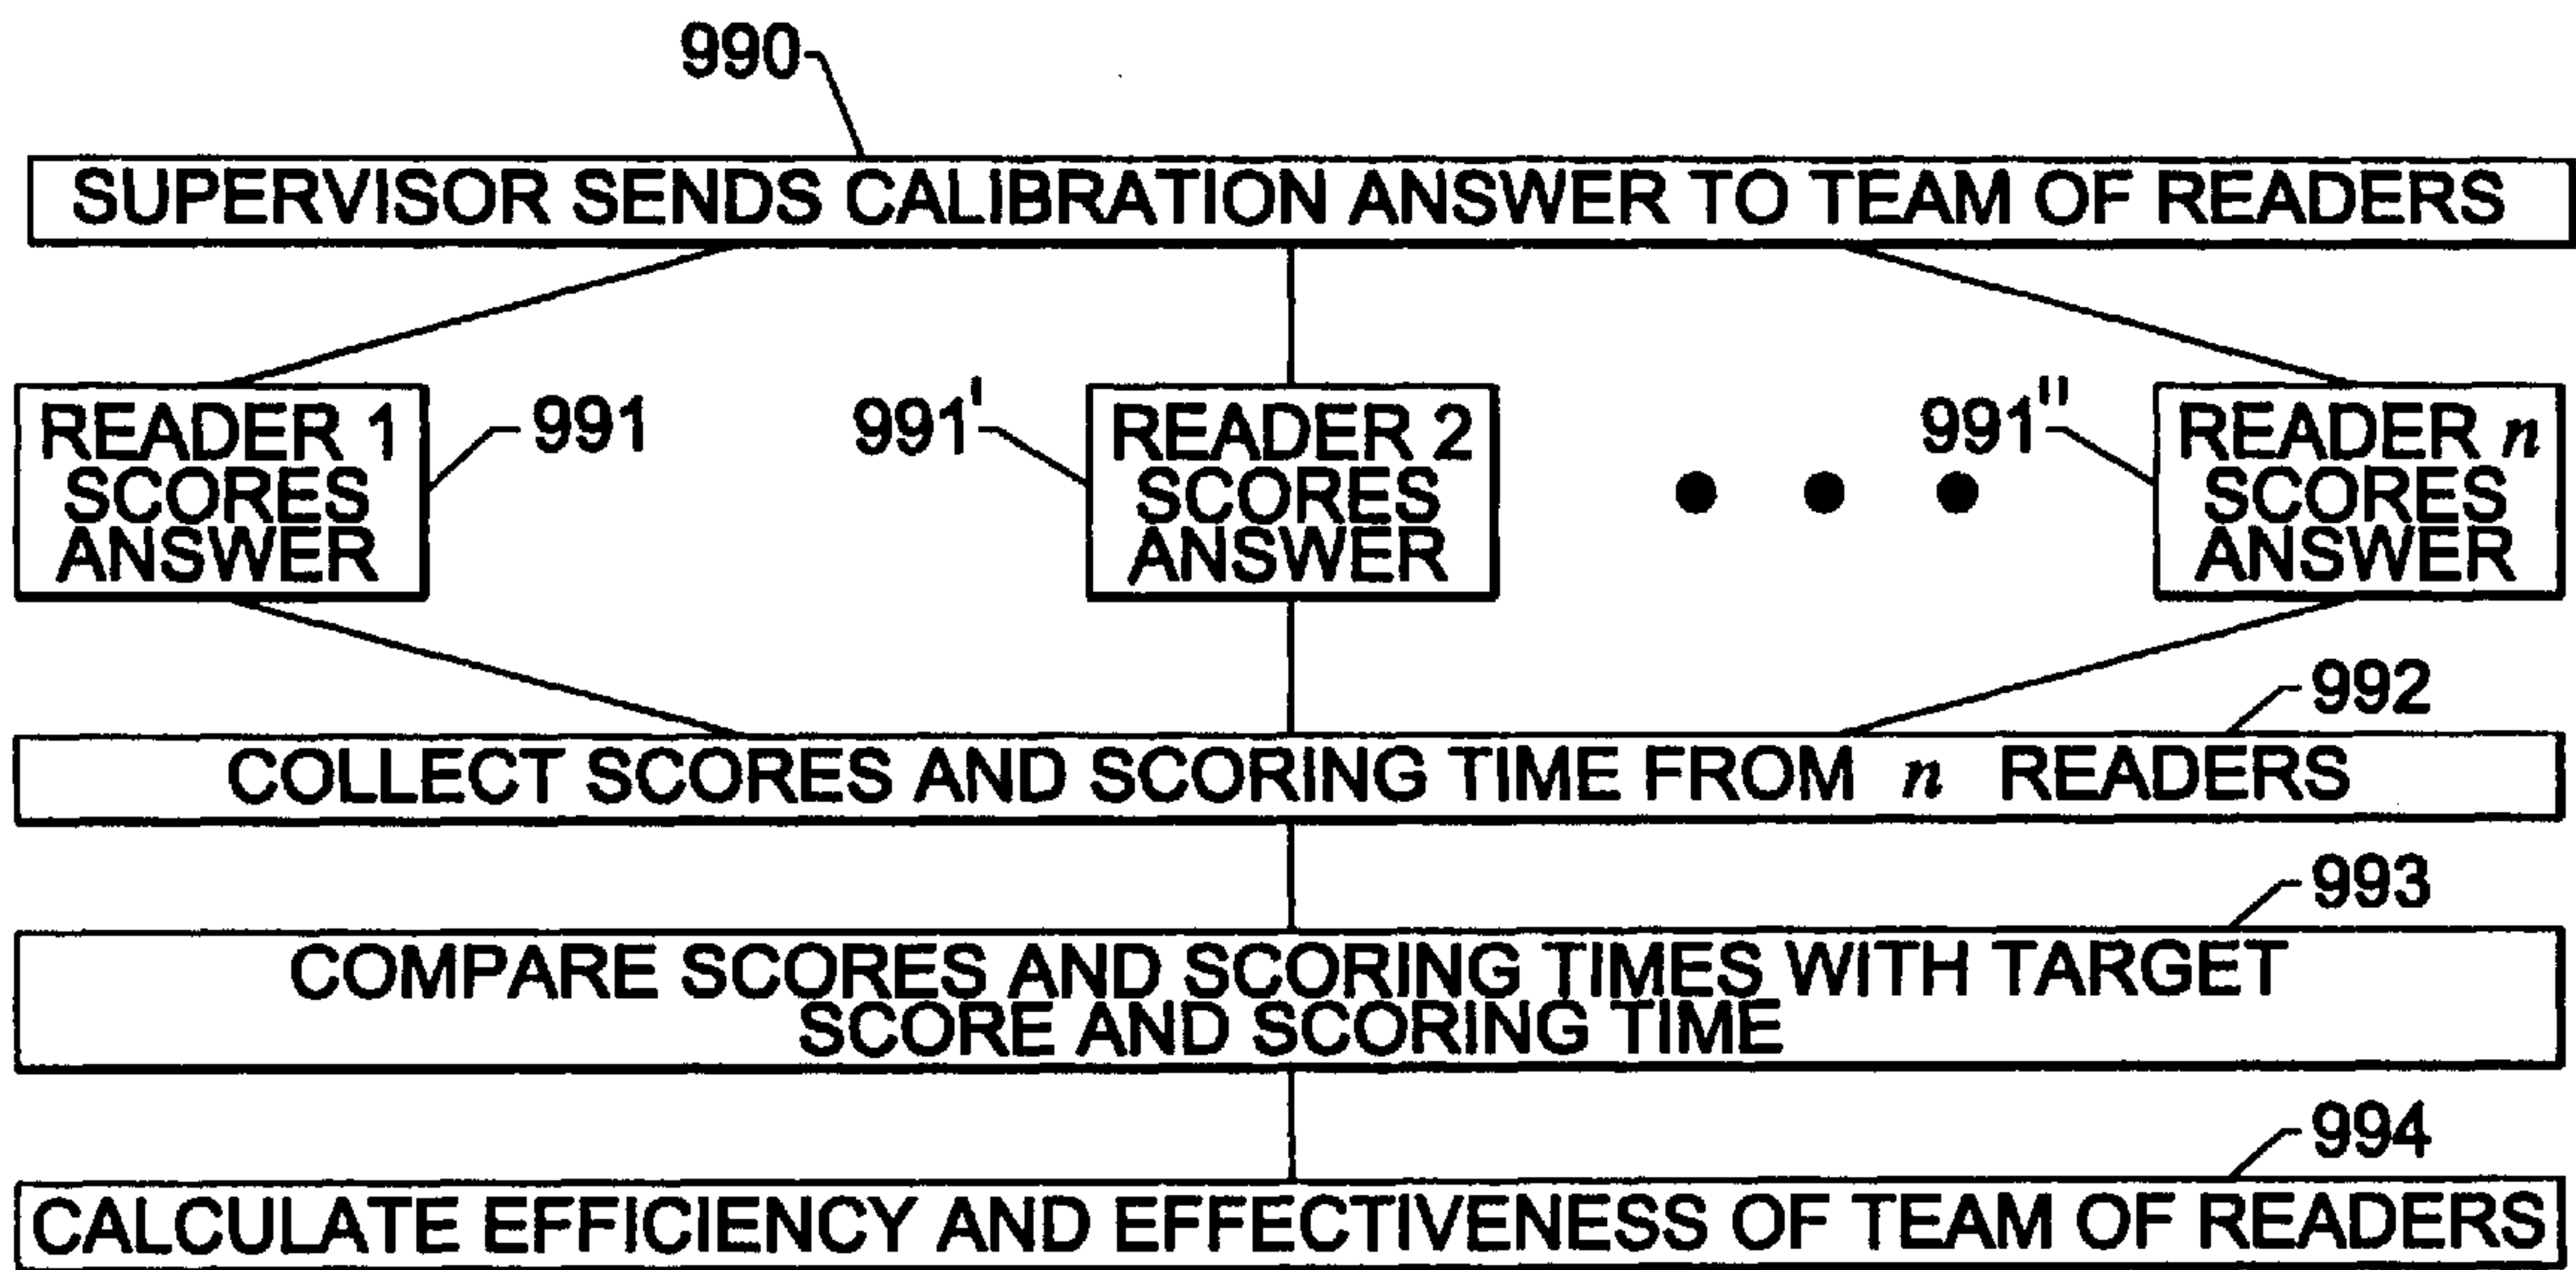 990
SUPERVISOR SENDS CALIBRATION ANSWER TO TEAM OF READERS
READER 1
SCORES
ANSWER
991
991'
READER 2
SCORES
ANSWER
991"
READER n
SCORES
ANSWER
992
COLLECT SCORES AND SCORING TIME FROM n READERS
993
COMPARE SCORES AND SCORING TIMES WITH TARGET
SCORE AND SCORING TIME
994
CALCULATE EFFICIENCY AND EFFECTIVENESS OF TEAM OF READERS